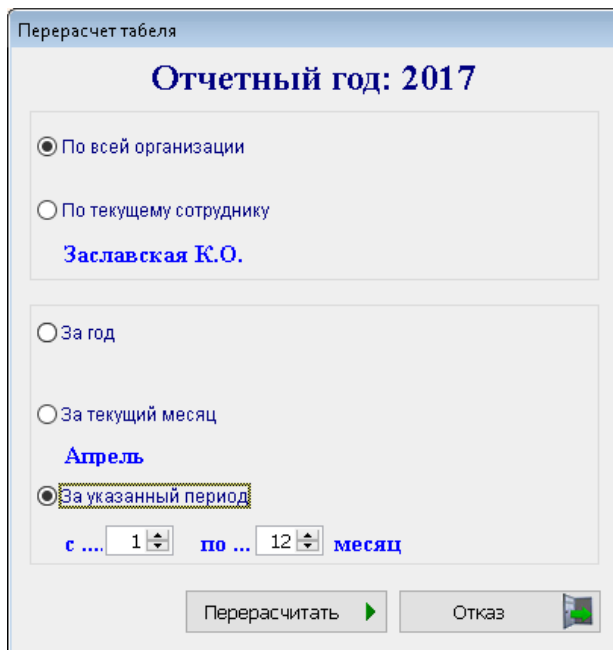 Перерасчет табеля
Отчетный год: 2017
По всей организации
По текущему сотруднику
Заславская К.О.
За год
За текущий месяц
Апрель
За указанный период
с .... 1 по ... 12 месяц
Перерасчитать Отказ